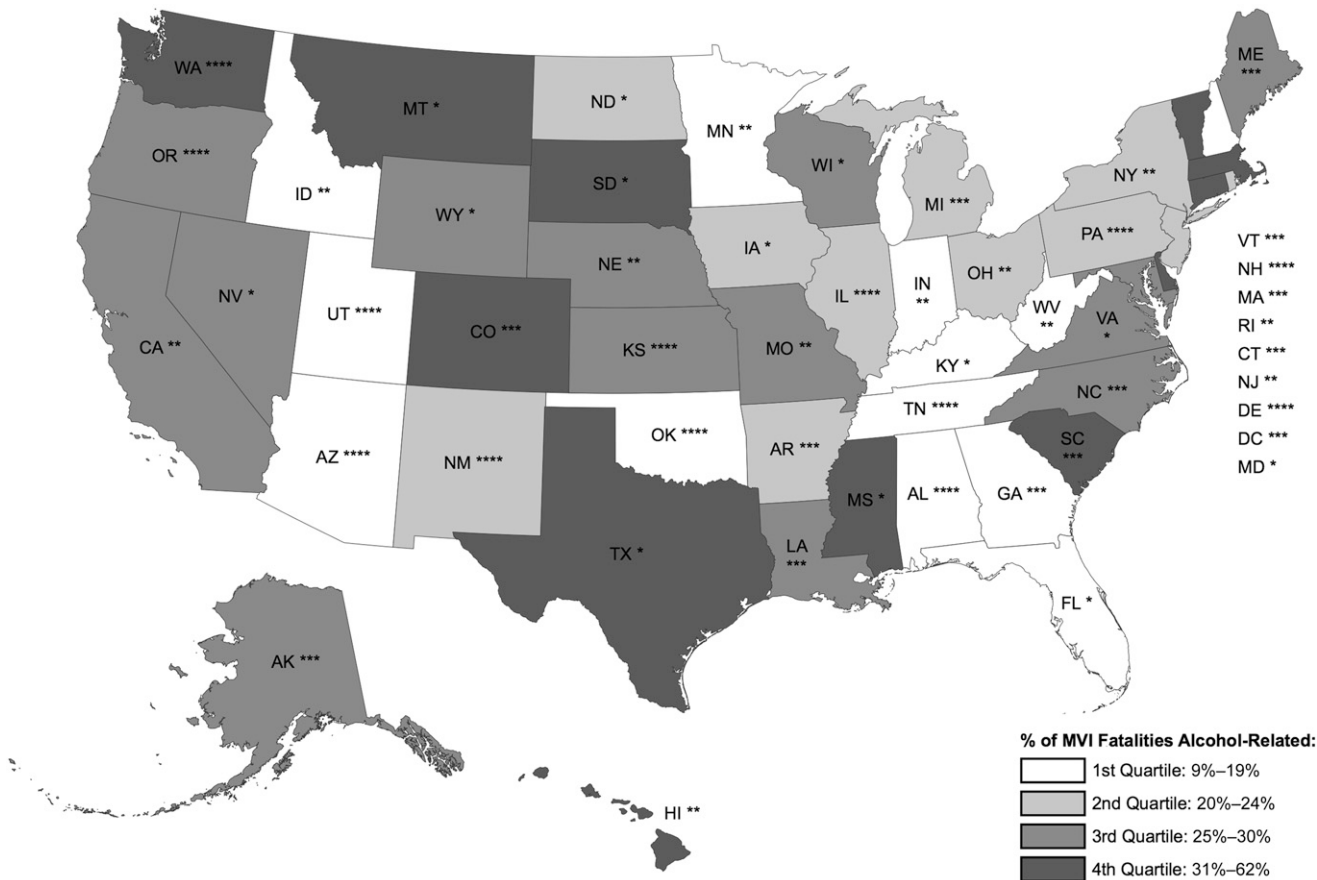 WA ****
MT *
ND *
MN **
ME
***
OR ****
ID **
WY *
SD *
WI *
MI ***
NY **
NV *
UT ****
CO ***
NE **
IA *
IL ****
IN
**
OH **
PA ****
WV
**
VA
*
CA **
KS ****
MO **
KY *
TN ****
NC ***
AZ ****
NM ****
OK ****
AR ***
SC
***
MS *
AL ****
GA ***
TX *
LA
***
FL *
AK ***
HI **
VT ***
NH ****
MA ***
RI **
CT ***
NJ **
DE ****
DC ***
MD *
% of MVI Fatalities Alcohol-Related:
1st Quartile: 9%–19%
2nd Quartile: 20%–24%
3rd Quartile: 25%–30%
4th Quartile: 31%–62%